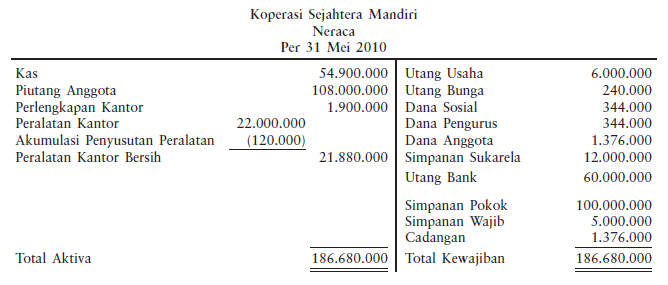 Koperasi Sejahtera Mandiri
Neraca
Per 31 Mei 2010
Kas 54.900.000 Utang Usaha 6.000.000
Piutang Anggota 108.000.000 Utang Bunga 240.000
Perlengkapan Kantor 1.900.000 Dana Sosial 344.000
Peralatan Kantor 22.000.000 Dana Pengurus 344.000
Akumulasi Penyusutan Peralatan (120.000) Dana Anggota 1.376.000
Peralatan Kantor Bersih 21.880.000 Simpanan Sukarela 12.000.000
Utang Bank 60.000.000
Simpanan Pokok 100.000.000
Simpanan Wajib 5.000.000
Cadangan 1.376.000
Total Aktiva 186.680.000 Total Kewajiban 186.680.000